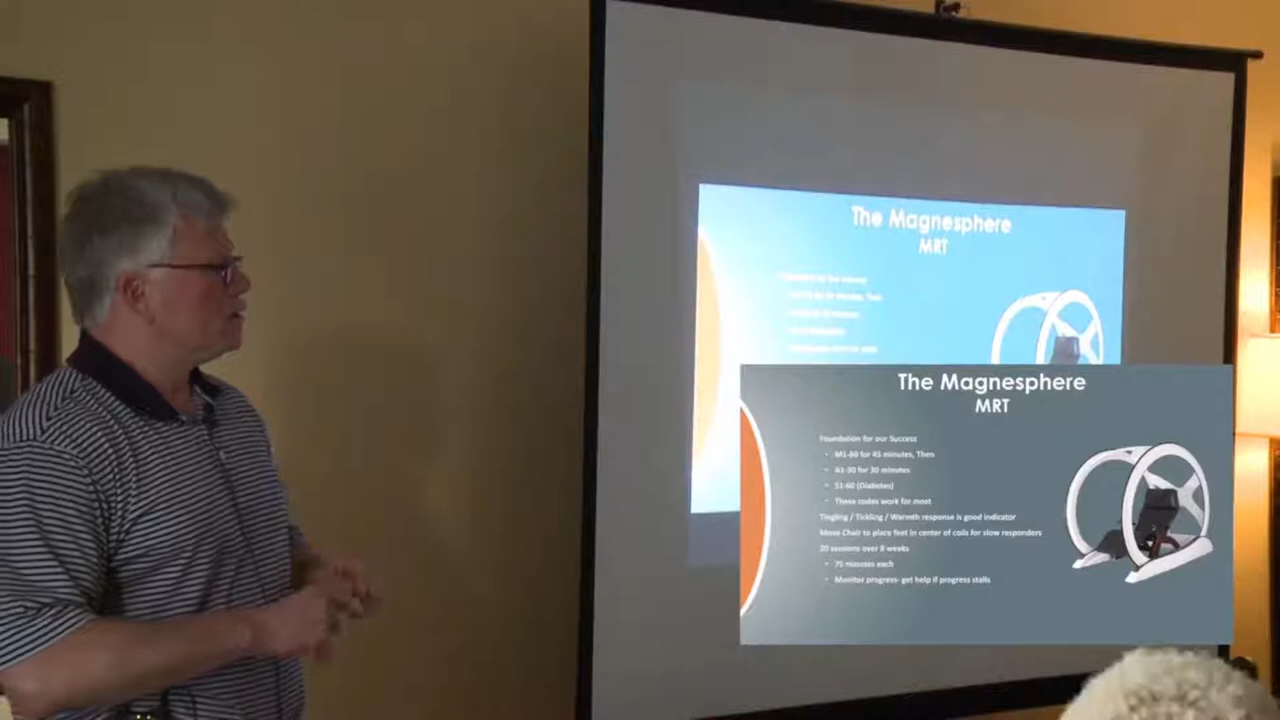 The Magnesphere
MRT
The Magnesphere
MRT
Foundation for our Success
• M1-60 for 45 minutes, Then
• A1-30 for 30 minutes
• S1-60 (Diabetes)
• These codes work for most
Tingling / Tickling / Warmth response is good indicator
Move Chair to place feet in center of coils for slow responders
20 sessions over 8 weeks
• 75 minutes each
• Monitor progress- get help if progress stalls